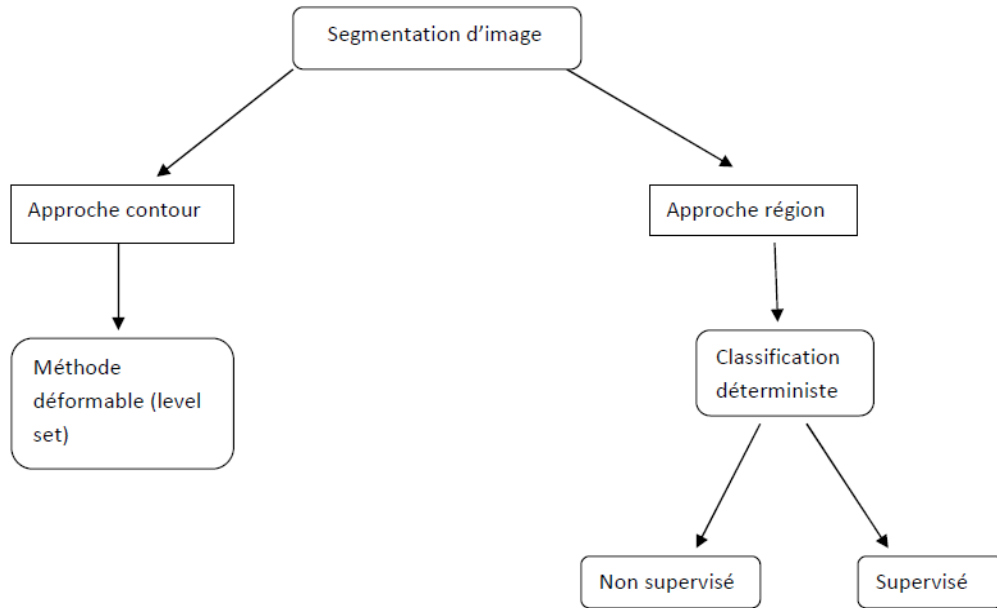 Segmentation d’image
Approche contour
Approche région
Méthode
déformable (level
set)
Classification
déterministe
Non supervisé
Supervisé